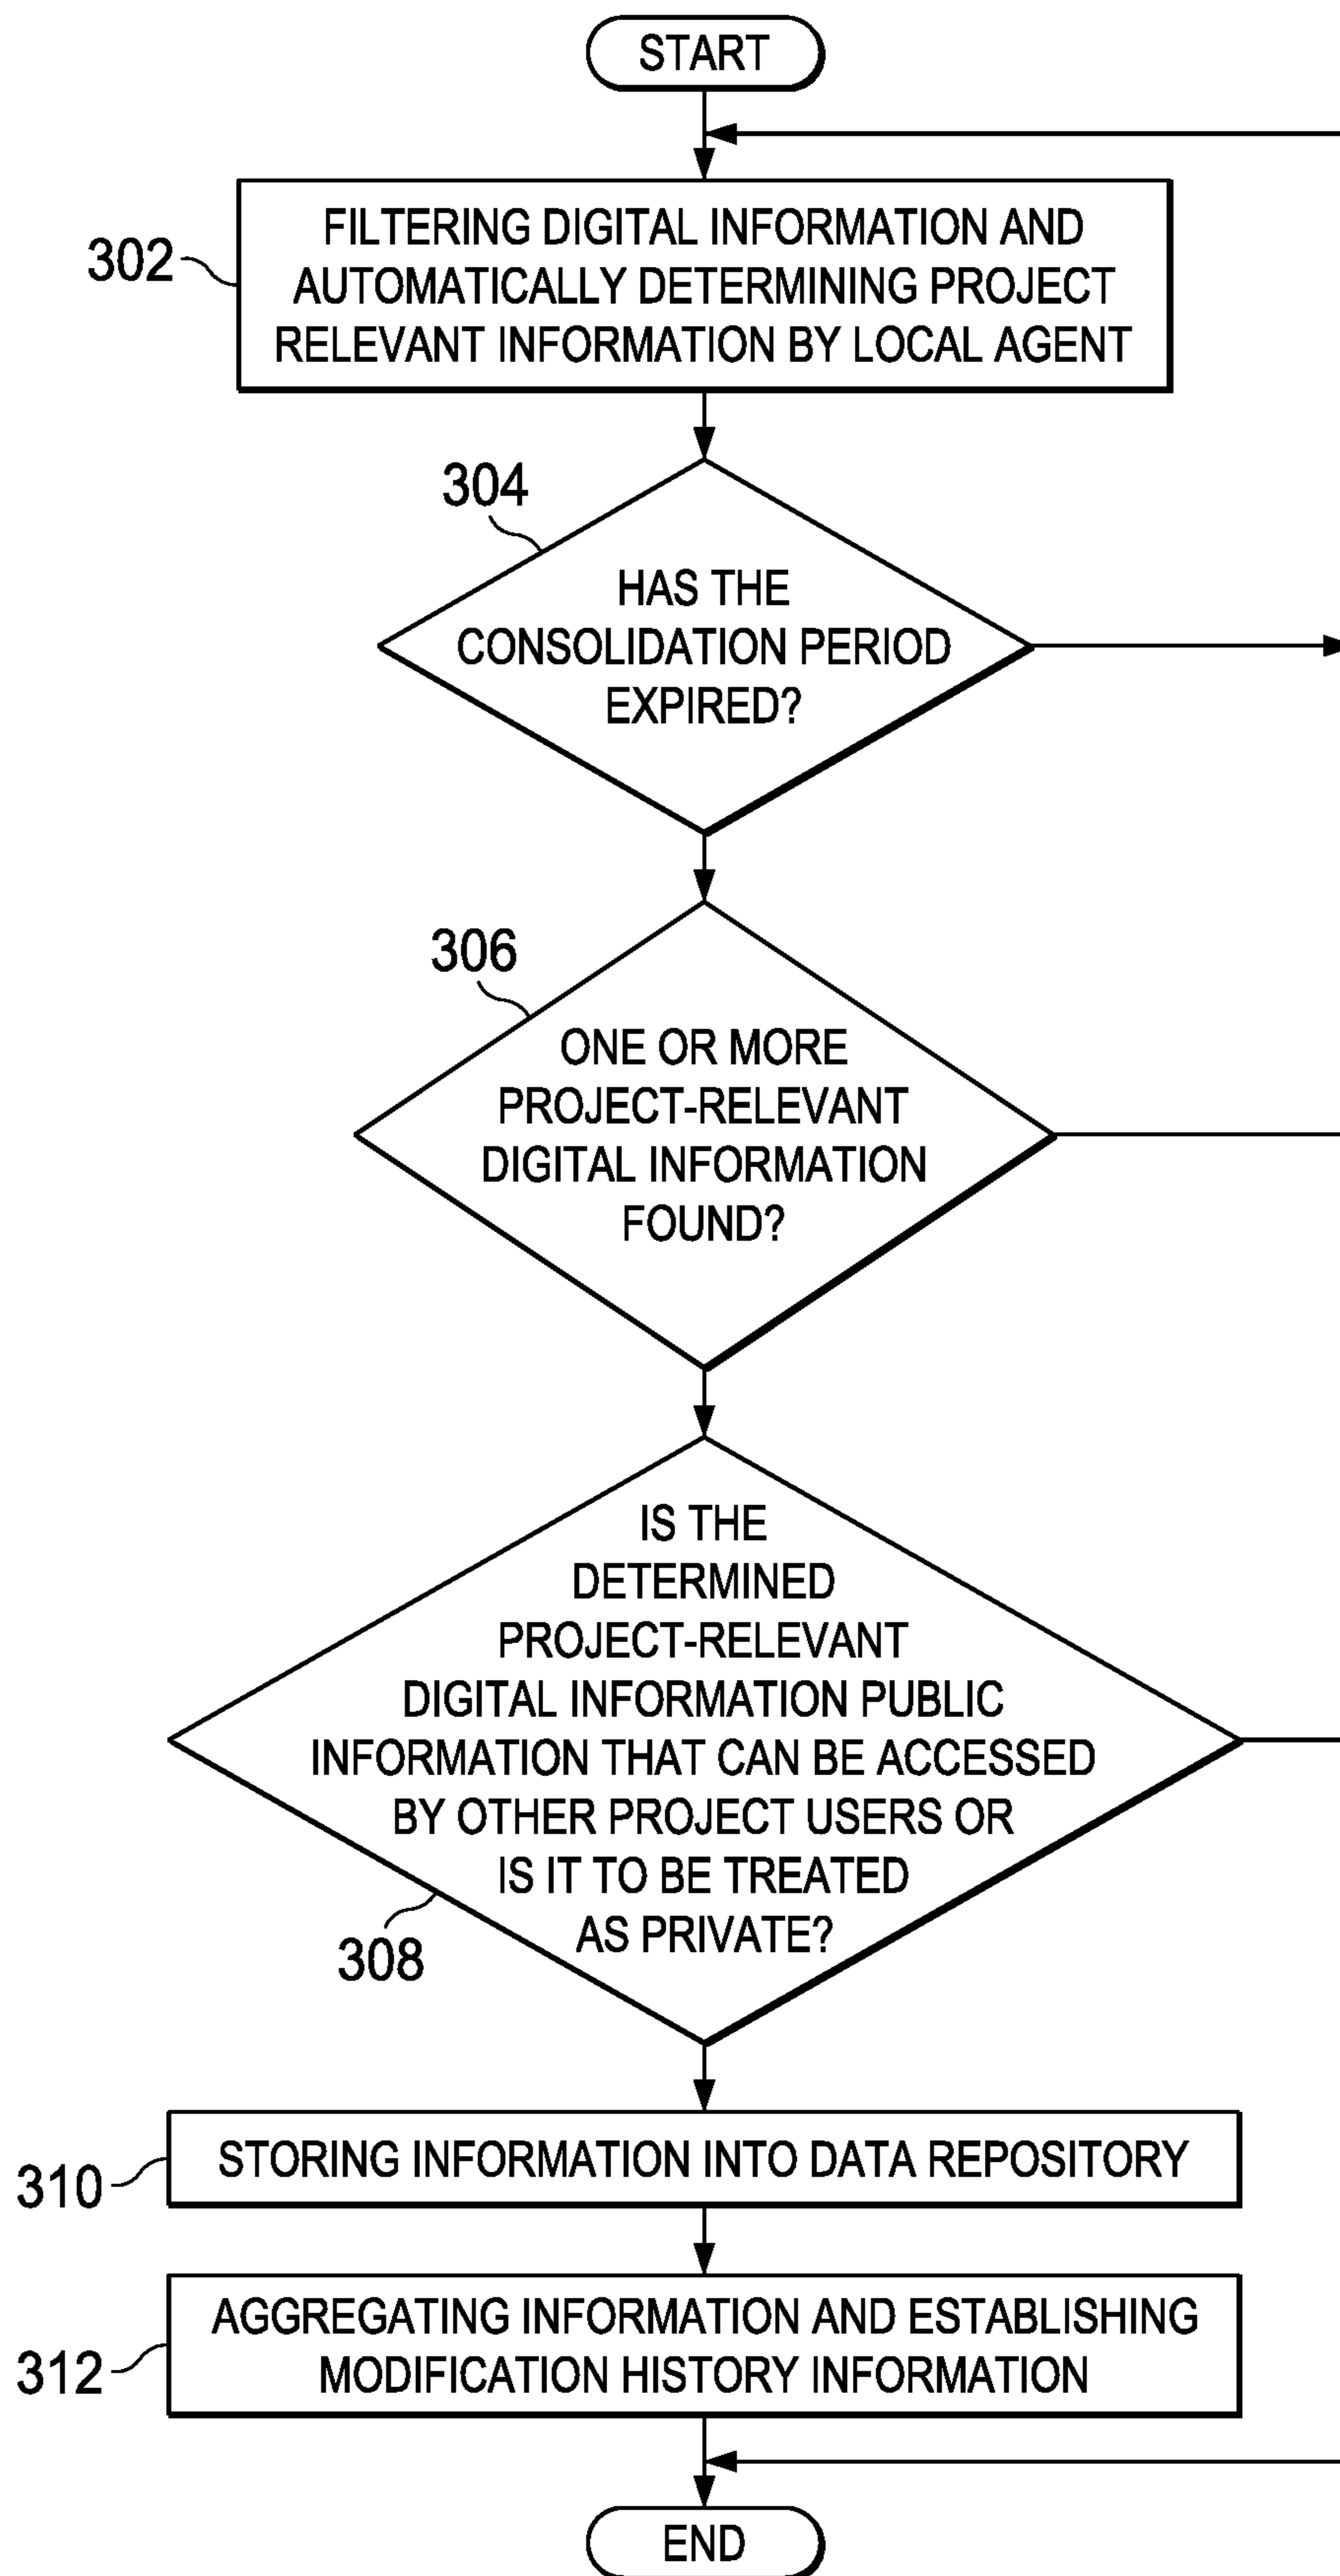 START
302
FILTERING DIGITAL INFORMATION AND
AUTOMATICALLY DETERMINING PROJECT
RELEVANT INFORMATION BY LOCAL AGENT
304
HAS THE
CONSOLIDATION PERIOD
EXPIRED?
306
ONE OR MORE
PROJECT-RELEVANT
DIGITAL INFORMATION
FOUND?
IS THE
DETERMINED
PROJECT-RELEVANT
DIGITAL INFORMATION PUBLIC
INFORMATION THAT CAN BE ACCESSED
BY OTHER PROJECT USERS OR
IS IT TO BE TREATED
AS PRIVATE?
308
310
STORING INFORMATION INTO DATA REPOSITORY
312
AGGREGATING INFORMATION AND ESTABLISHING
MODIFICATION HISTORY INFORMATION
END